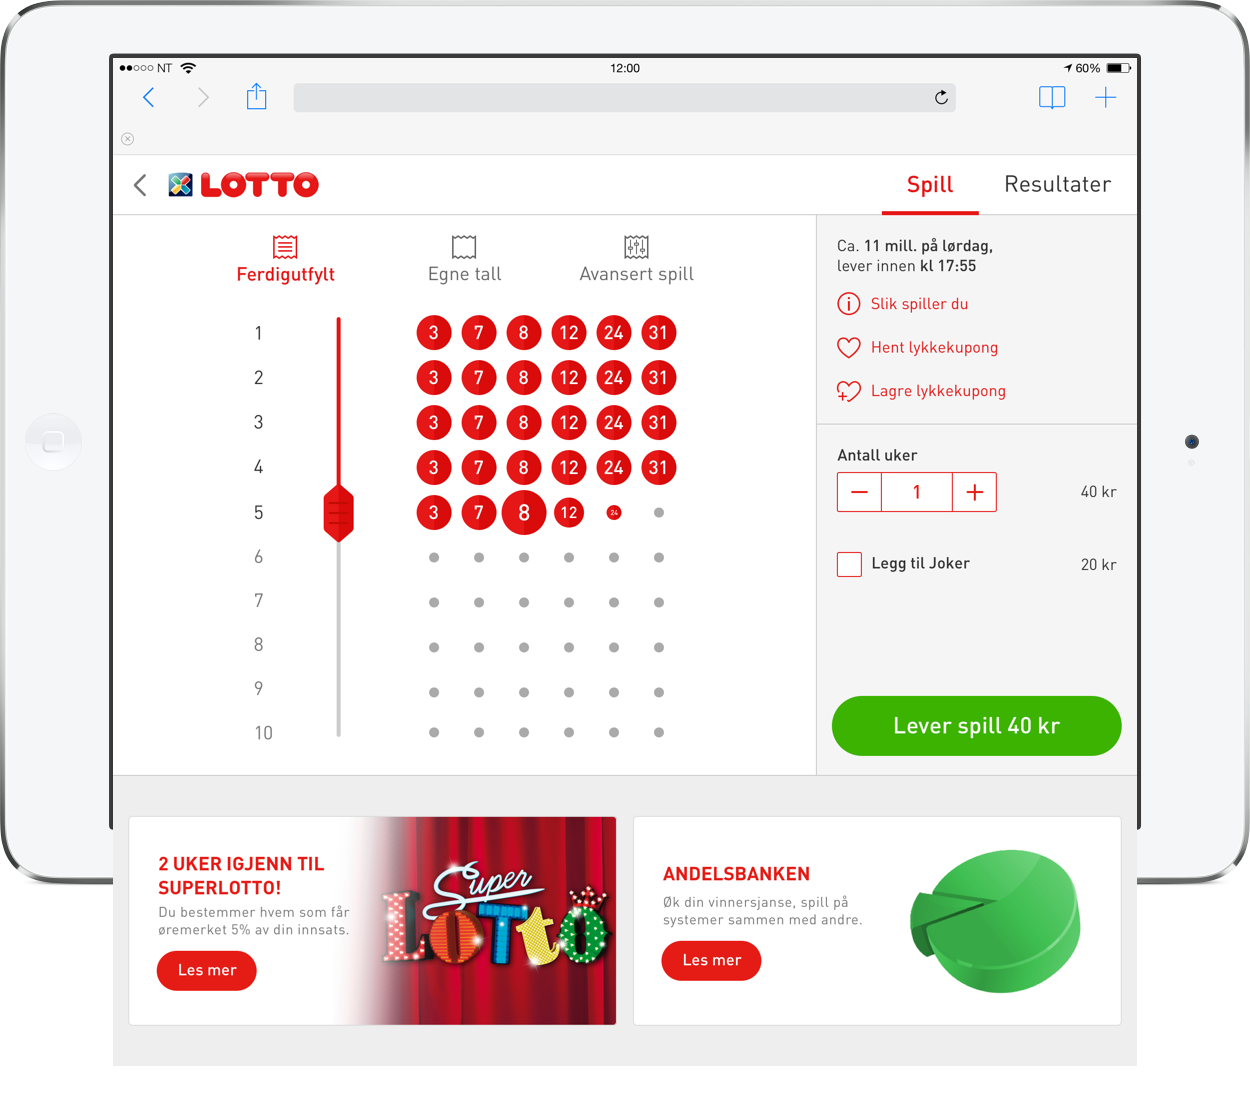 NT
12:00
60%
LOTTO
Spill
Resultater
Ferdigutfylt
Egne tall
Avansert spill
Ca. 11 mill. på lørdag,
lever innen kl 17:55
Slik spiller du
Hent lykkekupong
Lagre lykkekupong
1 3 7 8 12 24 31
2 3 7 8 12 24 31
3 3 7 8 12 24 31
4 3 7 8 12 24 31
5 3 7 8 12 24
6
7
8
9
10
Antall uker
− 1 + 40 kr
Legg til Joker 20 kr
Lever spill 40 kr
2 UKER IGJENN TIL
SUPERLOTTO!
Du bestemmer hvem som får
øremerket 5% av din innsats.
Les mer
Super
LOTTO
ANDELSBANKEN
Øk din vinnersjanse, spill på
systemer sammen med andre.
Les mer